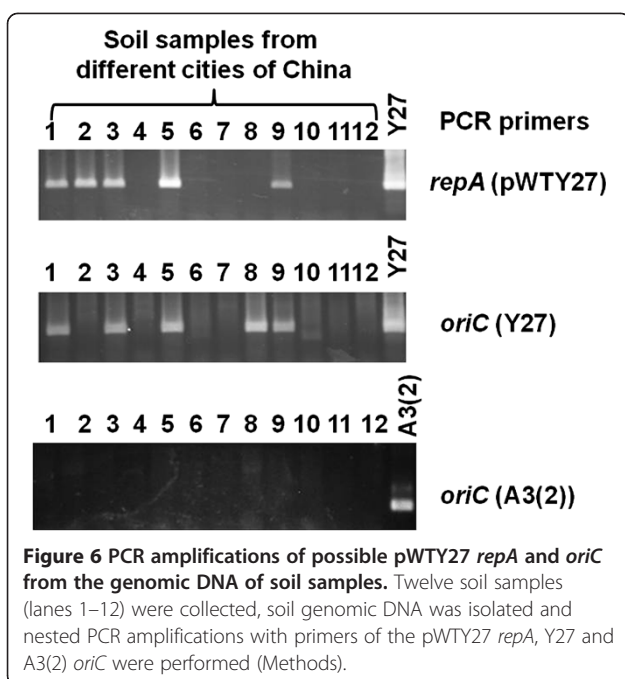 Soil samples from
different cities of China
1 2 3 4 5 6 7 8 9 10 1112 Y27 PCR primers
repA (pWTY27)
1 2 3 4 5 6 7 8 9 10 1112 Y27
oriC (Y27)
1 2 3 4 5 6 7 8 9 10 11 12 A3(2)
oriC (A3(2))
Figure 6 PCR amplifications of possible pWTY27 repA and oriC
from the genomic DNA of soil samples. Twelve soil samples
(lanes 1–12) were collected, soil genomic DNA was isolated and
nested PCR amplifications with primers of the pWTY27 repA, Y27 and
A3(2) oriC were performed (Methods).